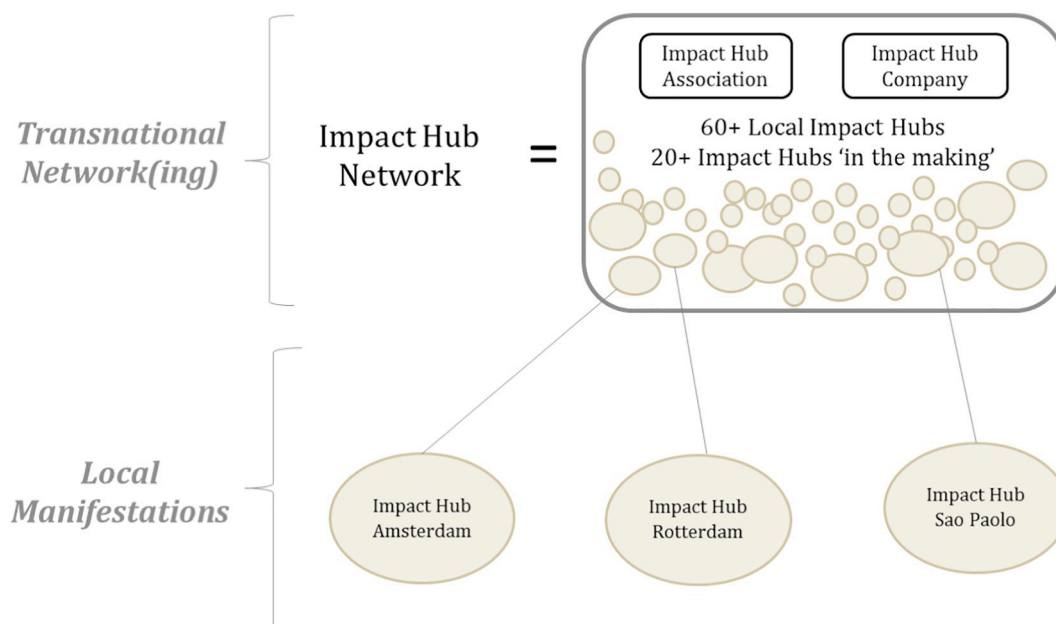 Transnational
Network(ing)
Impact Hub
Network
=
Impact Hub
Association
Impact Hub
Company
60+ Local Impact Hubs
20+ Impact Hubs ‘in the making’
Local
Manifestations
Impact Hub
Amsterdam
Impact Hub
Rotterdam
Impact Hub
Sao Paolo